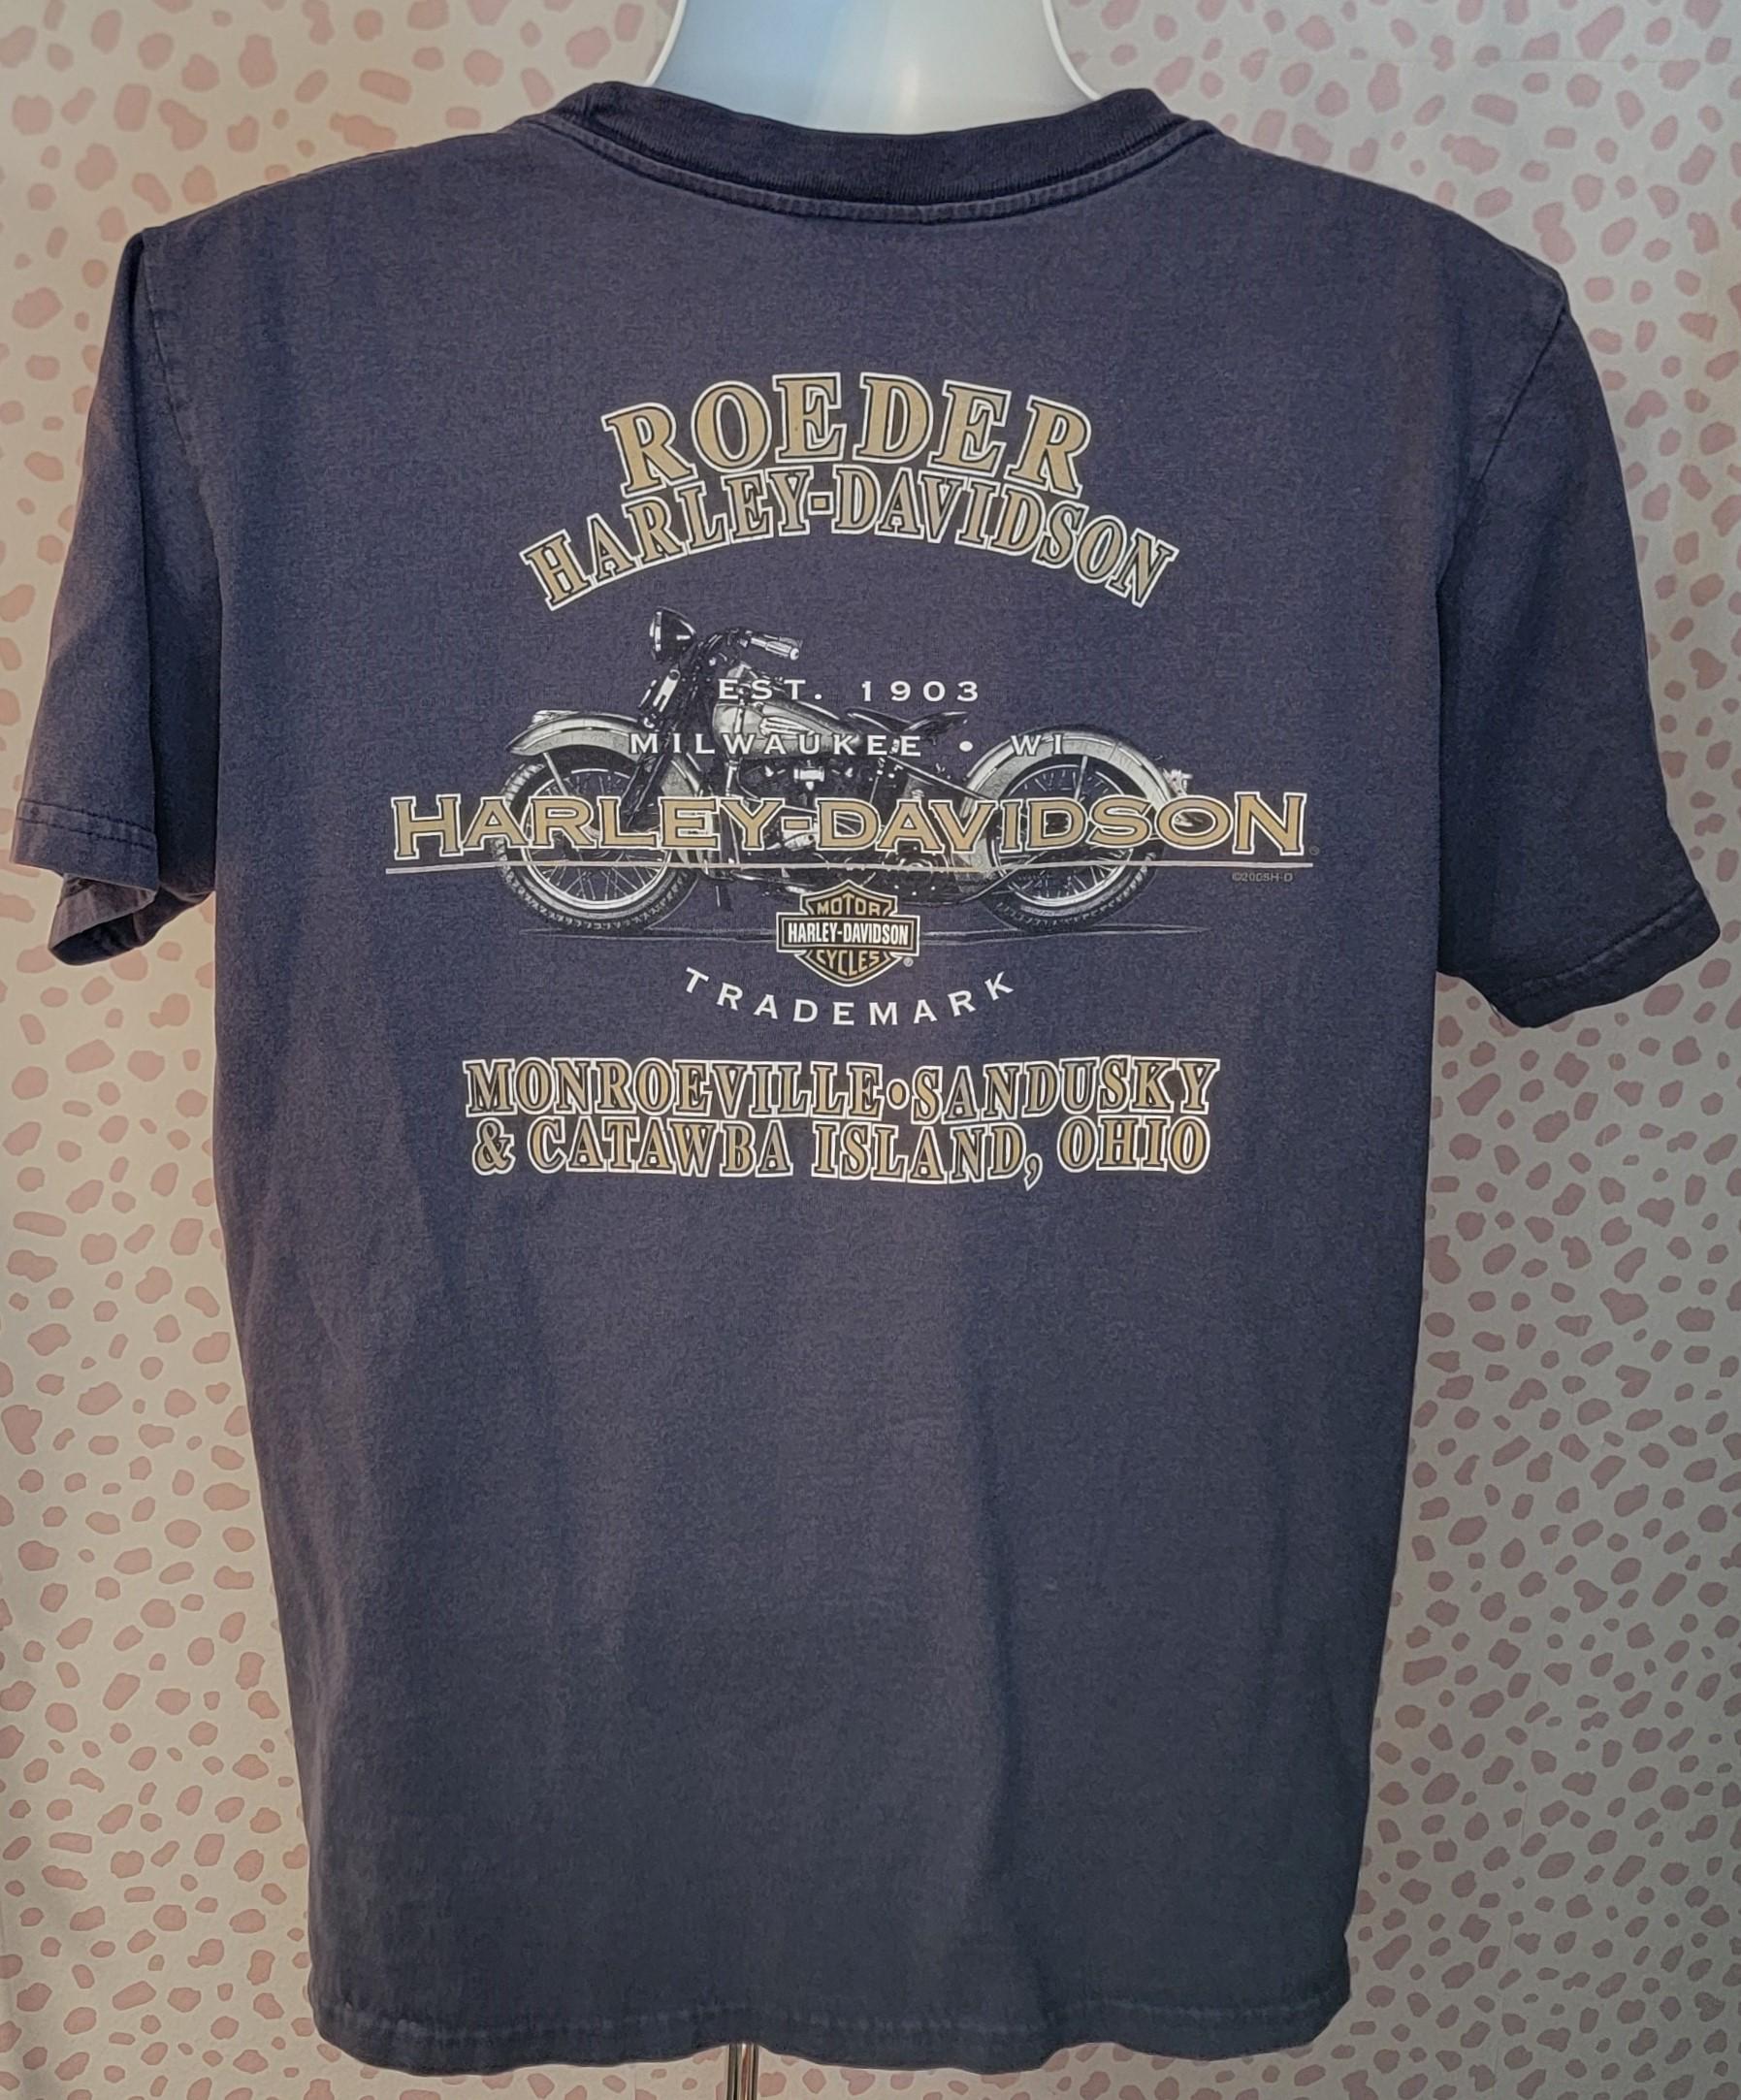 ROEDER
HARLEY-DAVIDSON
EST. 1903
MILWAUKEE • WI
HARLEY-DAVIDSON
MOTOR
HARLEY-DAVIDSON
CYCLES
TRADEMARK
MONROEVILLE•SANDUSKY
& CATAWBA ISLAND, OHIO